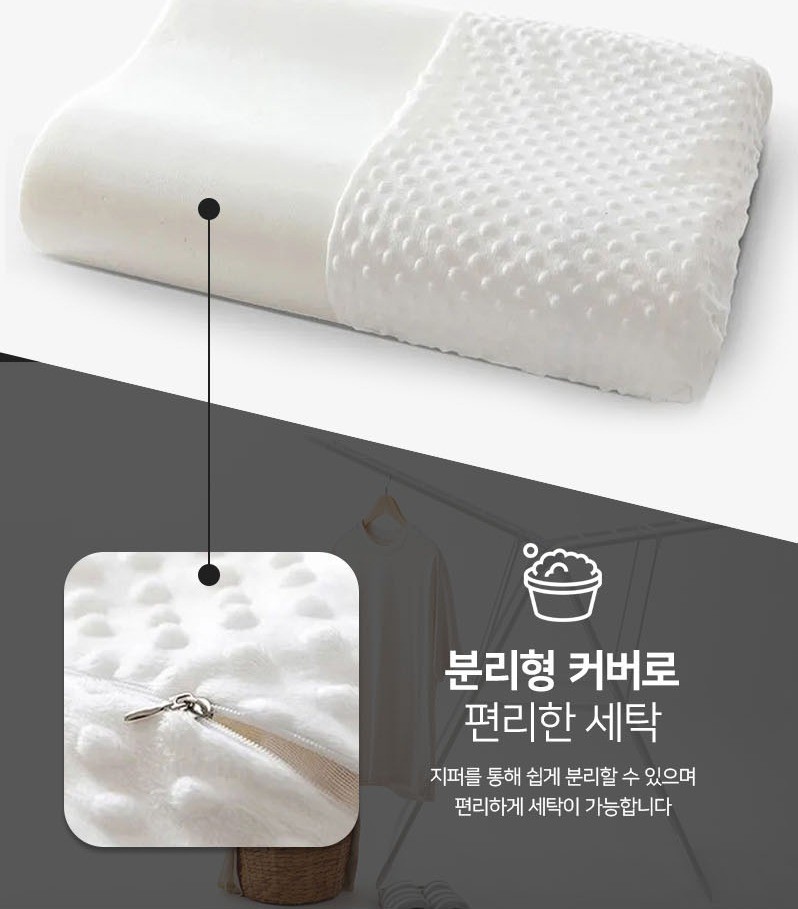 분리형 커버로
편리한 세탁
지퍼를 통해 쉽게 분리할 수 있으며
편리하게 세탁이 가능합니다